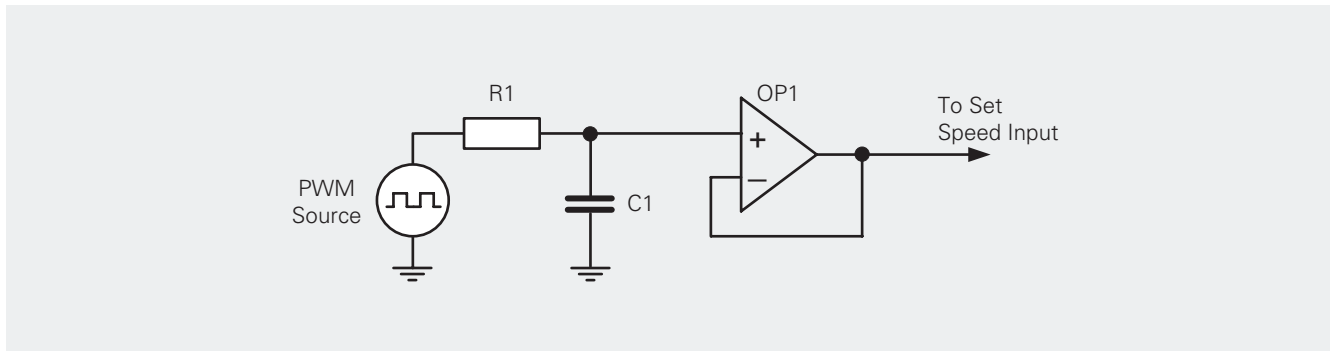 R1
OP1
To Set
Speed Input
+
−
PWM
Source
C1